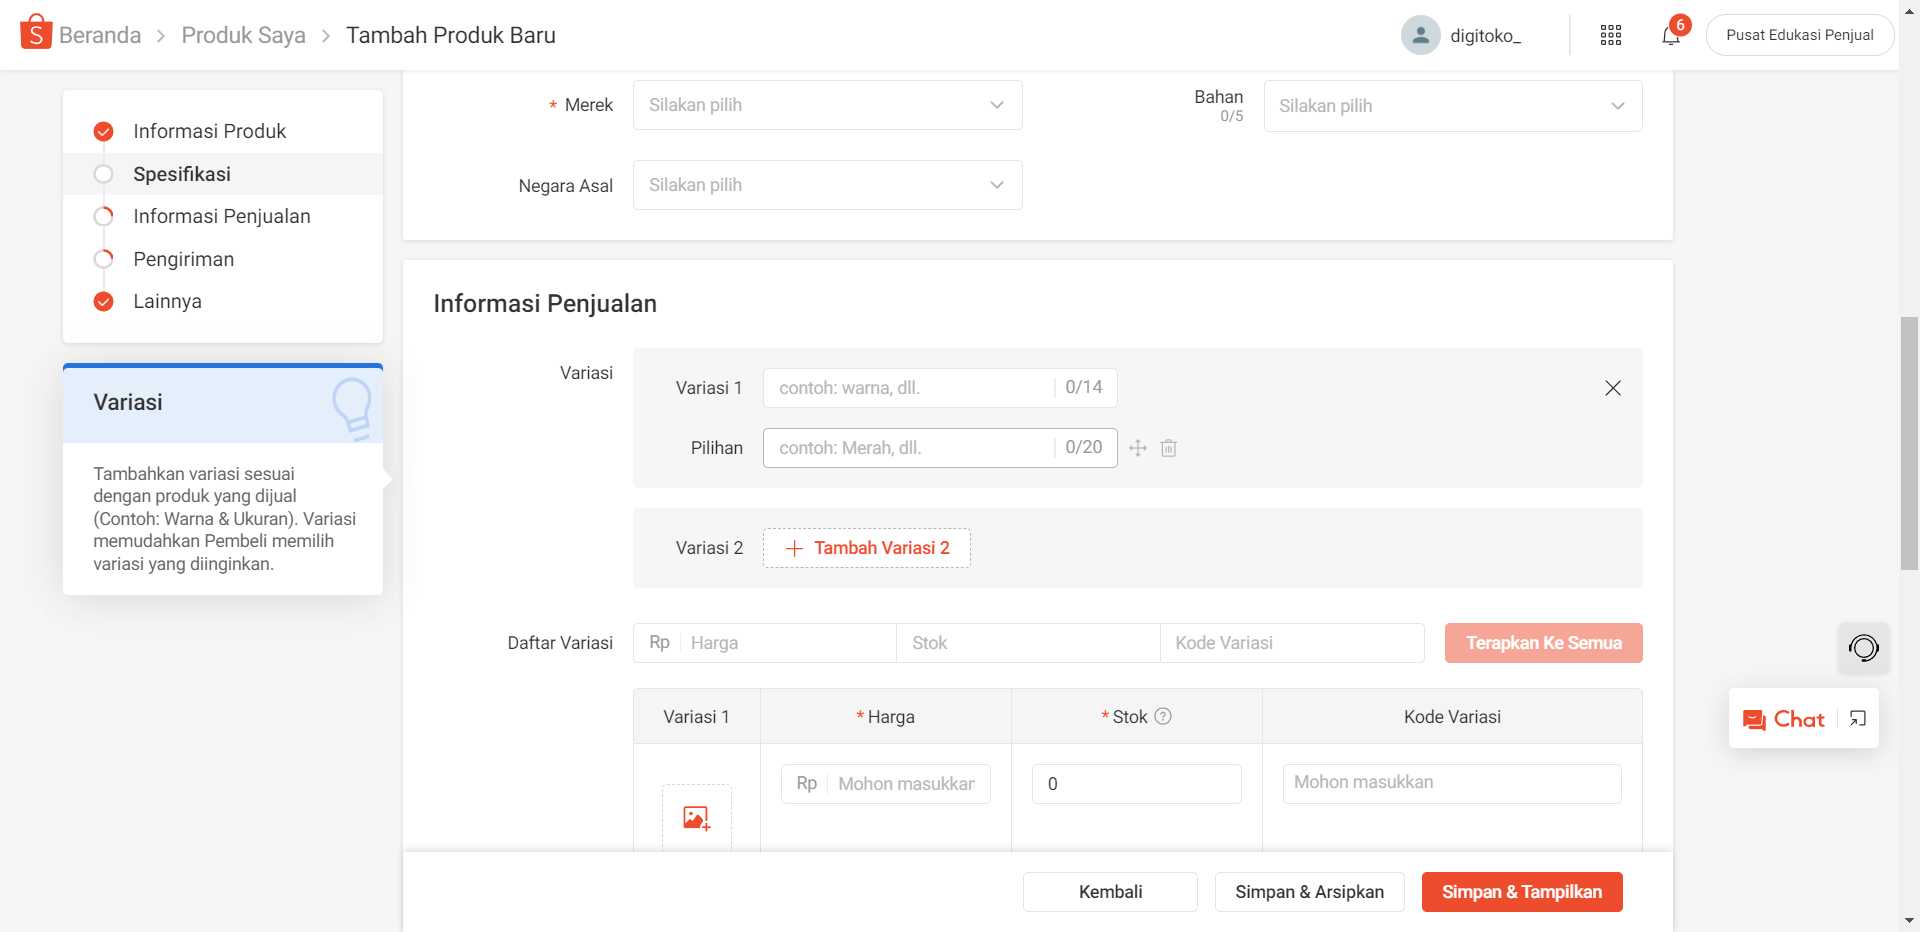 Beranda > Produk Saya > Tambah Produk Baru
digitoko_
6
Pusat Edukasi Penjual
Informasi Produk
Spesifikasi
Informasi Penjualan
Pengiriman
Lainnya
Variasi
Tambahkan variasi sesuai
dengan produk yang dijual
(Contoh: Warna & Ukuran). Variasi
memudahkan Pembeli memilih
variasi yang diinginkan.
* Merek
Silakan pilih
Bahan
0/5
Silakan pilih
Negara Asal
Silakan pilih
Informasi Penjualan
Variasi
Variasi 1
contoh: warna, dll.
0/14
Pilihan
contoh: Merah, dll.
0/20
Variasi 2
Tambah Variasi 2
Daftar Variasi
Rp
Harga
Stok
Kode Variasi
Terapkan Ke Semua
Variasi 1
* Harga
* Stok
Kode Variasi
Rp
Mohon masukkan
0
Mohon masukkan
Chat
Kembali
Simpan & Arsipkan
Simpan & Tampilkan